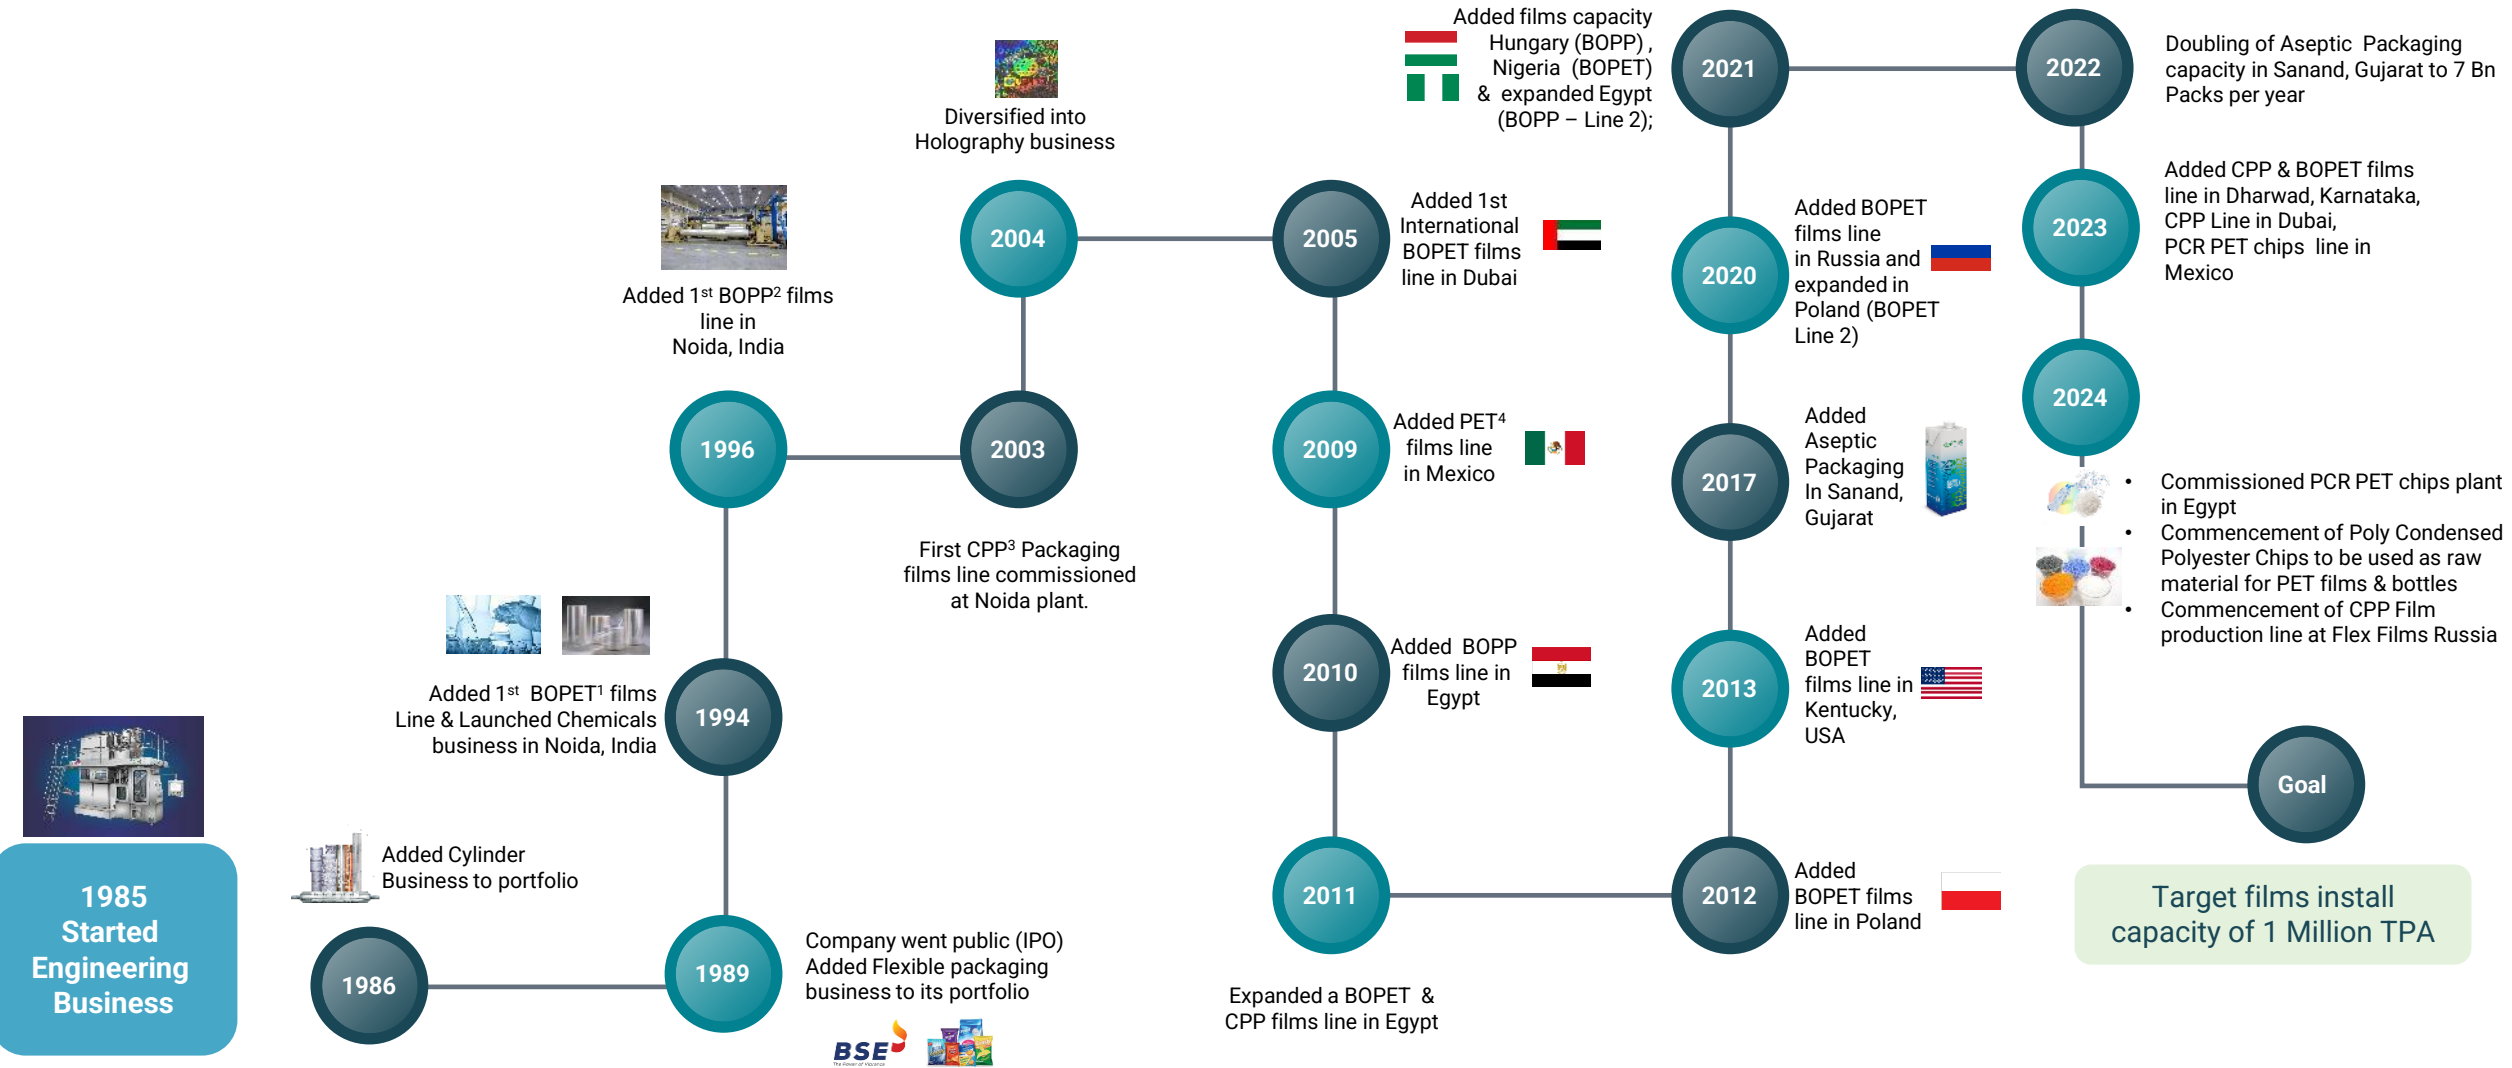 1985
Started
Engineering
Business
Added Cylinder
Business to portfolio
1986
1989
Company went public (IPO)
Added Flexible packaging
business to its portfolio
BSE
The Power of Vibrance
Added 1st BOPET1 films
Line & Launched Chemicals
business in Noida, India
1994
Added 1st BOPP2 films
line in
Noida, India
1996
2003
First CPP3 Packaging
films line commissioned
at Noida plant.
Diversified into
Holography business
2004
2005
Added 1st
International
BOPET films
line in Dubai
2009
Added PET4
films line
in Mexico
2010
Added BOPP
films line in
Egypt
2011
Expanded a BOPET &
CPP films line in Egypt
2012
Added
BOPET films
line in Poland
2013
Added
BOPET
films line in
Kentucky,
USA
2017
Added
Aseptic
Packaging
In Sanand,
Gujarat
2020
Added BOPET
films line
in Russia and
expanded in
Poland (BOPET
Line 2)
Added films capacity
Hungary (BOPP) ,
Nigeria (BOPET)
& expanded Egypt
(BOPP – Line 2);
2021
2022
Doubling of Aseptic Packaging
capacity in Sanand, Gujarat to 7 Bn
Packs per year
2023
Added CPP & BOPET films
line in Dharwad, Karnataka,
CPP Line in Dubai,
PCR PET chips line in
Mexico
2024
• Commissioned PCR PET chips plant
in Egypt
• Commencement of Poly Condensed
Polyester Chips to be used as raw
material for PET films & bottles
• Commencement of CPP Film
production line at Flex Films Russia
Goal
Target films install
capacity of 1 Million TPA